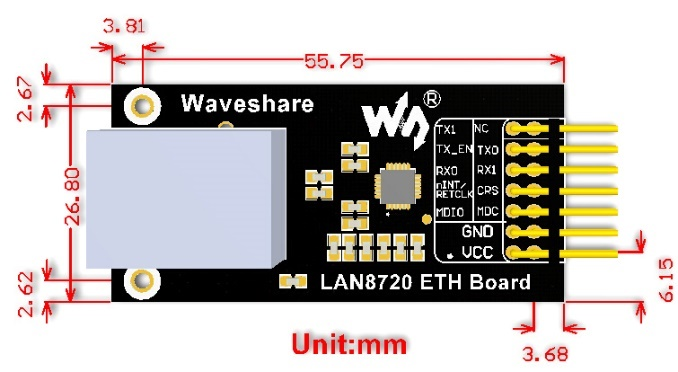 3.81
55.75
2.67
Waveshare
®
TX1 NC
TX_EN TX0
RX0 RX1
nINT/
RETCLK CRS
MDIO MDC
GND
VCC
26.80
2.62
LAN8720 ETH Board
6.15
3.68
Unit:mm